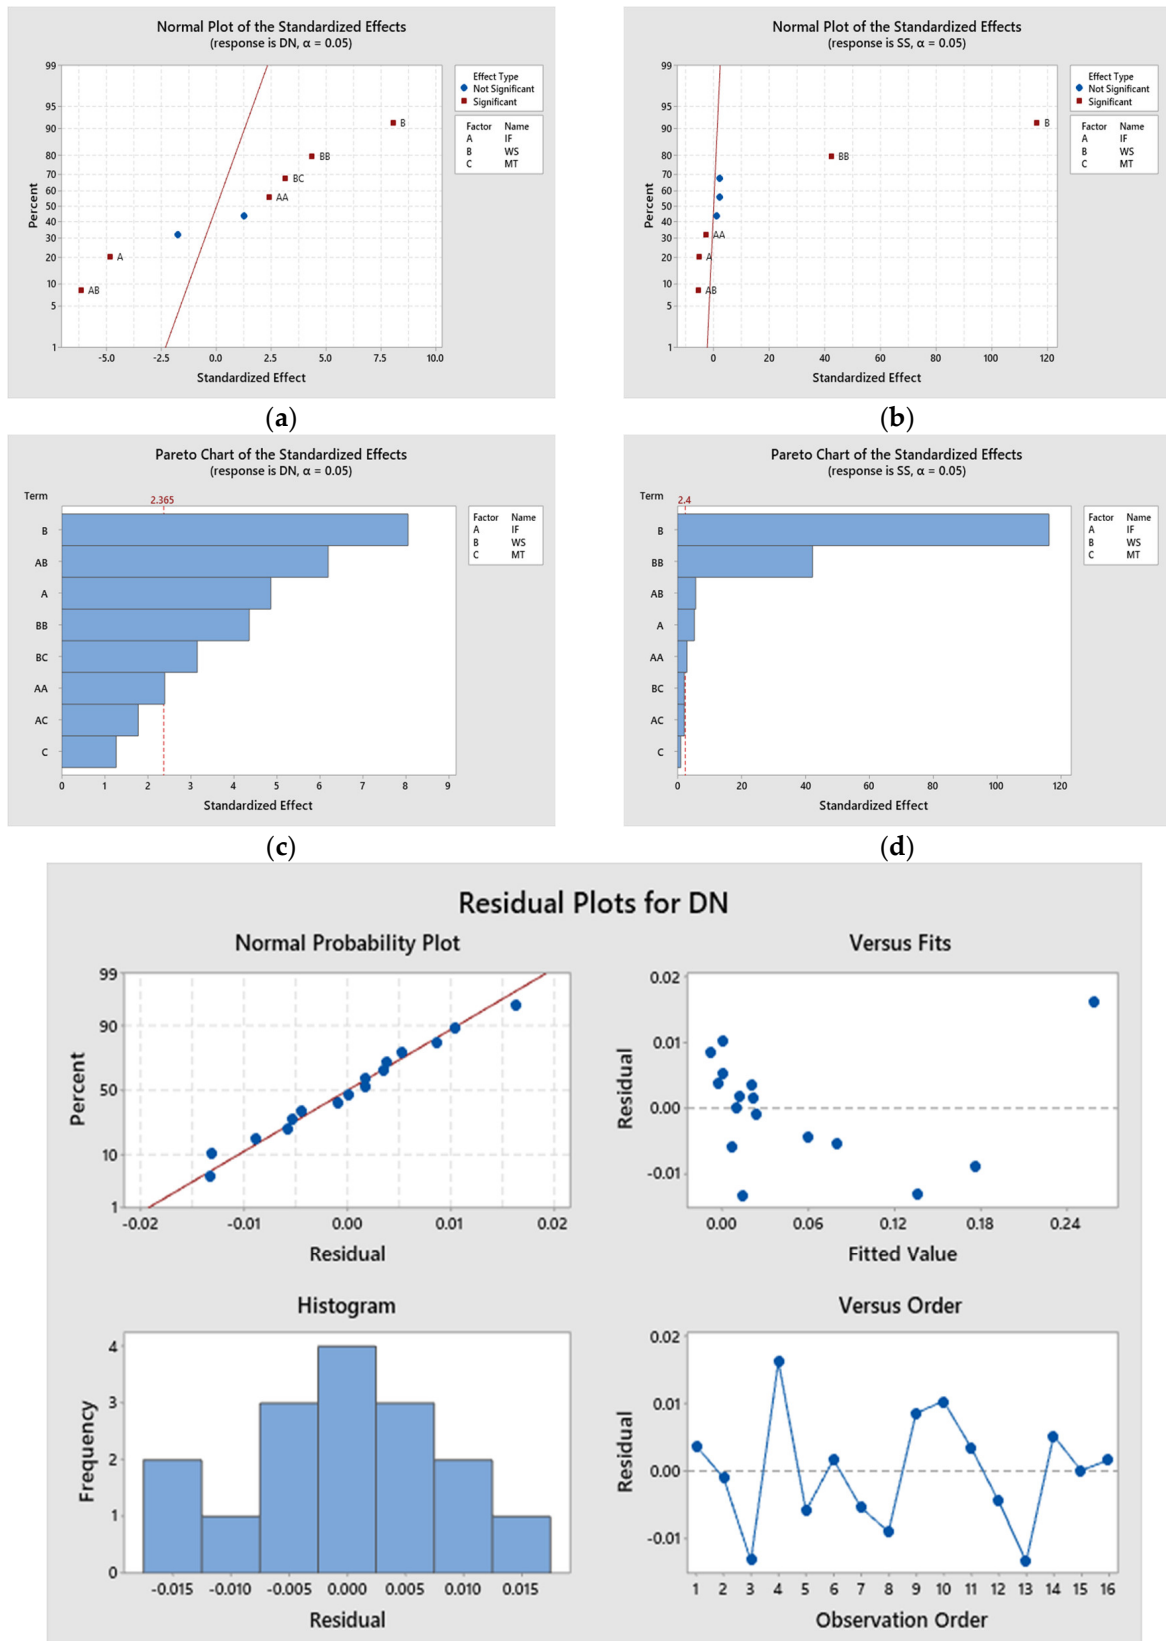 Normal Plot of the Standardized Effects
(response is DN, α = 0.05)
99
95
90
80
70
60
50
40
30
20
10
5
1
Percent
B
BB
BC
AA
A
AB
-5.0 -2.5 0.0 2.5 5.0 7.5 10.0
Standardized Effect
Effect Type
Not Significant
Significant
Factor Name
A IF
B WS
C MT
(a)
Normal Plot of the Standardized Effects
(response is SS, α = 0.05)
99
95
90
80
70
60
50
40
30
20
10
5
1
Percent
B
BB
AA
A
AB
0 20 40 60 80 100 120
Standardized Effect
Effect Type
Not Significant
Significant
Factor Name
A IF
B WS
C MT
(b)
Pareto Chart of the Standardized Effects
(response is DN, α = 0.05)
Term
2.365
B
AB
A
BB
BC
AA
AC
C
0 1 2 3 4 5 6 7 8 9
Standardized Effect
Factor Name
A IF
B WS
C MT
(c)
Pareto Chart of the Standardized Effects
(response is SS, α = 0.05)
Term
2.4
B
BB
AB
A
AA
BC
AC
C
0 20 40 60 80 100 120
Standardized Effect
Factor Name
A IF
B WS
C MT
(d)
Residual Plots for DN
Normal Probability Plot
99
90
50
10
1
Percent
-0.02 -0.01 0.00 0.01 0.02
Residual
Versus Fits
0.02
0.01
0.00
-0.01
Residual
0.00 0.06 0.12 0.18 0.24
Fitted Value
Histogram
4
3
2
1
0
Frequency
-0.015 -0.010 -0.005 0.000 0.005 0.010 0.015
Residual
Versus Order
0.02
0.01
0.00
-0.01
Residual
1 2 3 4 5 6 7 8 9 10 11 12 13 14 15 16
Observation Order